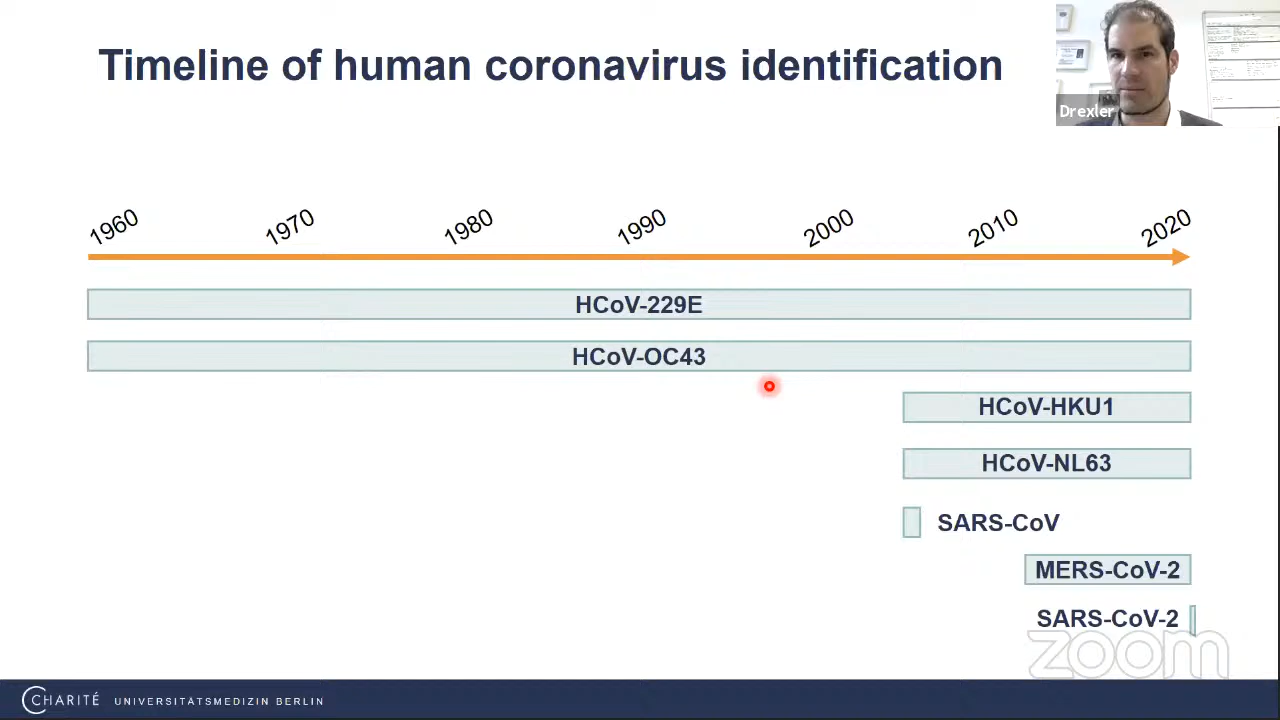 Timeline of human coronavirus identification
Drexler
1960 1970 1980 1990 2000 2010 2020
HCoV-229E
HCoV-OC43
HCoV-HKU1
HCoV-NL63
SARS-CoV
MERS-CoV-2
SARS-CoV-2
zoom
CHARITÉ UNIVERSITÄTSMEDIZIN BERLIN